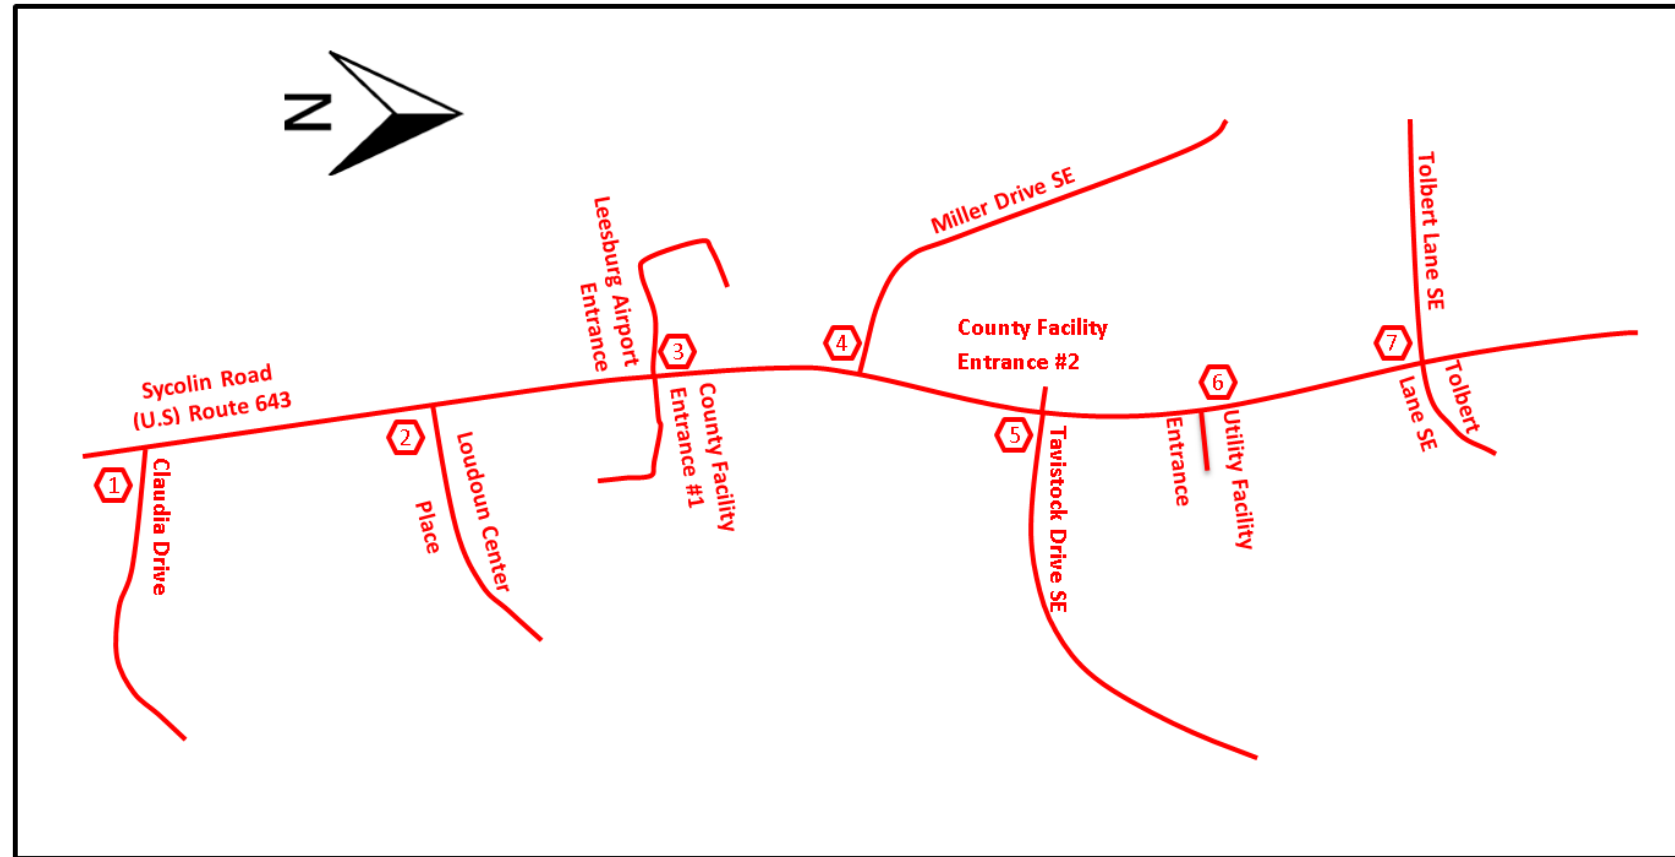 N
Miller Drive SE
Tolbert Lane SE
Leesburg Airport
Entrance
3
4
County Facility
Entrance #2
7
Sycolin Road
(U.S) Route 643
6
2
5
1
Claudia Drive
Loudoun Center
Place
County Facility
Entrance #1
Tavistock Drive SE
Utility Facility
Entrance
Tolbert
Lane SE